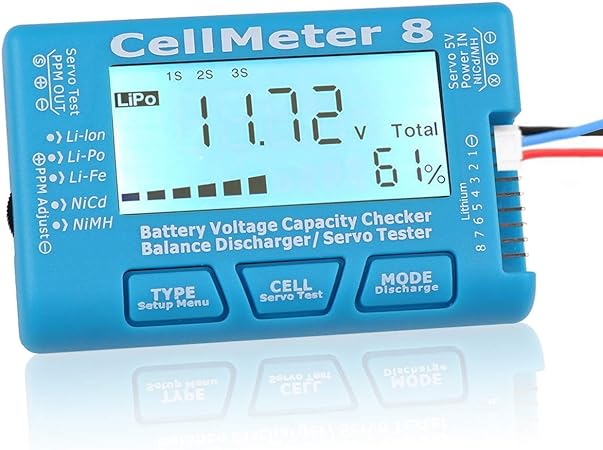 CellMeter 8
Servo Test
PPM OUT
S ⊕ ⊖
Li-Ion
Li-Po
Li-Fe
NiCd
NiMH
⊕PPM Adjust⊖
1S 2S 3S
LiPo
11.72 v
Total
61%
Servo 5V
Power IN
NiCd/MH
⊗ ⊕ ⊖
Lithium
8 7 6 5 4 3 2 1 ⊖
Battery Voltage Capacity Checker
Balance Discharger/ Servo Tester
TYPE
Setup Menu
CELL
Servo Test
MODE
Discharge